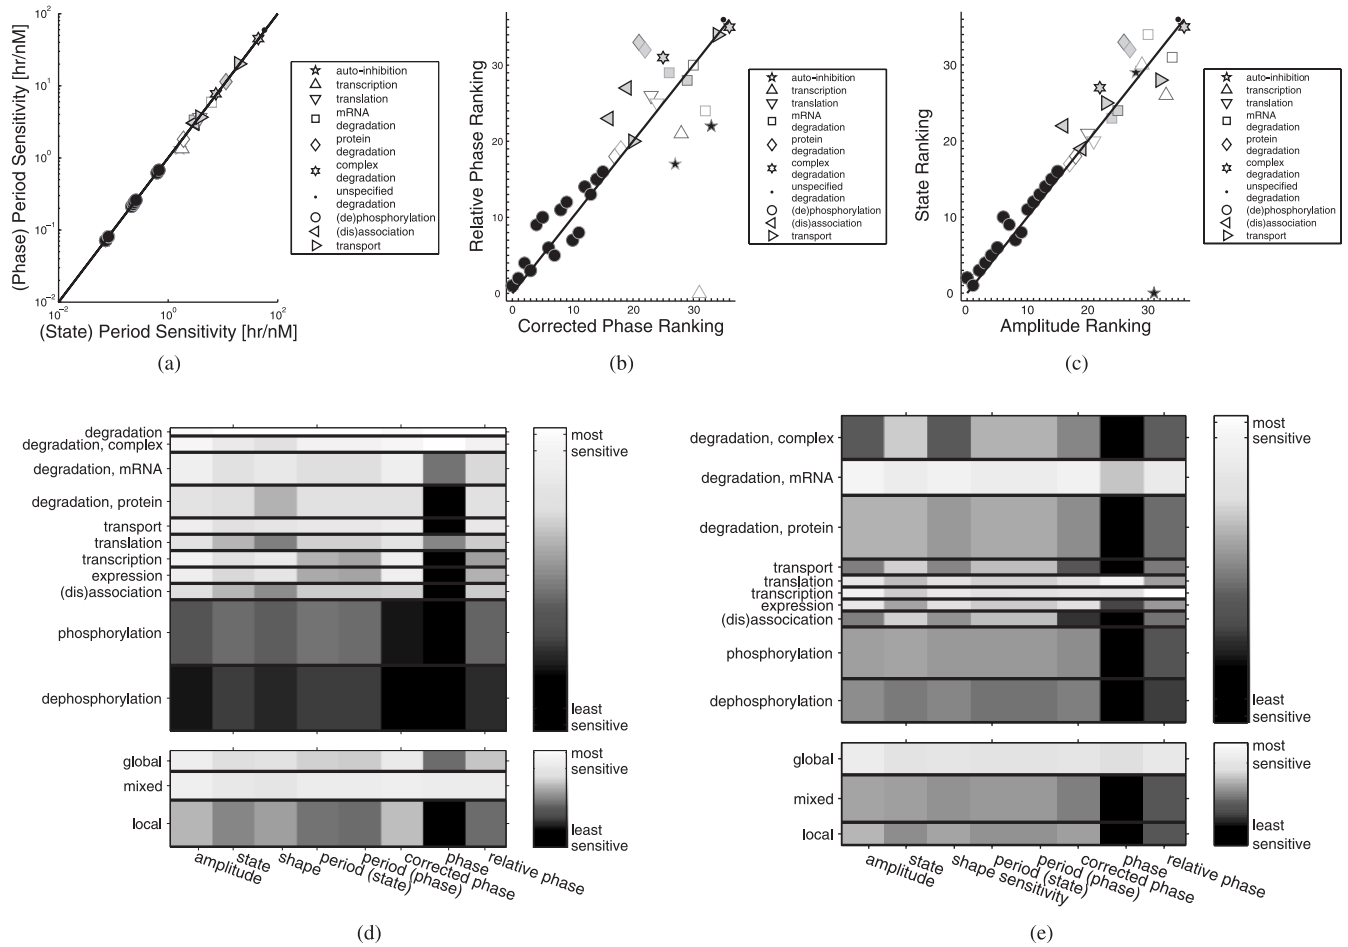 (Phase) Period Sensitivity [hr/nM]
10²
10¹
10⁰
10⁻¹
10⁻²
10⁻²
10⁰
10²
(State) Period Sensitivity [hr/nM]
auto-inhibition
transcription
translation
mRNA
degradation
protein
degradation
complex
degradation
unspecified
degradation
(de)phosphorylation
(dis)association
transport
(a)
Relative Phase Ranking
30
20
10
0
0
10
20
30
Corrected Phase Ranking
auto-inhibition
transcription
translation
mRNA
degradation
protein
degradation
complex
degradation
unspecified
degradation
(de)phosphorylation
(dis)association
transport
(b)
State Ranking
30
20
10
0
0
10
20
30
Amplitude Ranking
auto-inhibition
transcription
translation
mRNA
degradation
protein
degradation
complex
degradation
unspecified
degradation
(de)phosphorylation
(dis)association
transport
(c)
degradation
degradation, complex
degradation, mRNA
degradation, protein
transport
translation
transcription
expression
(dis)association
phosphorylation
dephosphorylation
most
sensitive
least
sensitive
global
mixed
local
most
sensitive
least
sensitive
amplitude
state
shape
period (state)
period (phase)
corrected phase
phase
relative phase
(d)
degradation, complex
degradation, mRNA
degradation, protein
transport
translation
transcription
expression
(dis)assocication
phosphorylation
dephosphorylation
most
sensitive
least
sensitive
global
mixed
local
most
sensitive
least
sensitive
amplitude
state
shape sensitivity
period (state)
period (phase)
corrected phase
phase
relative phase
(e)